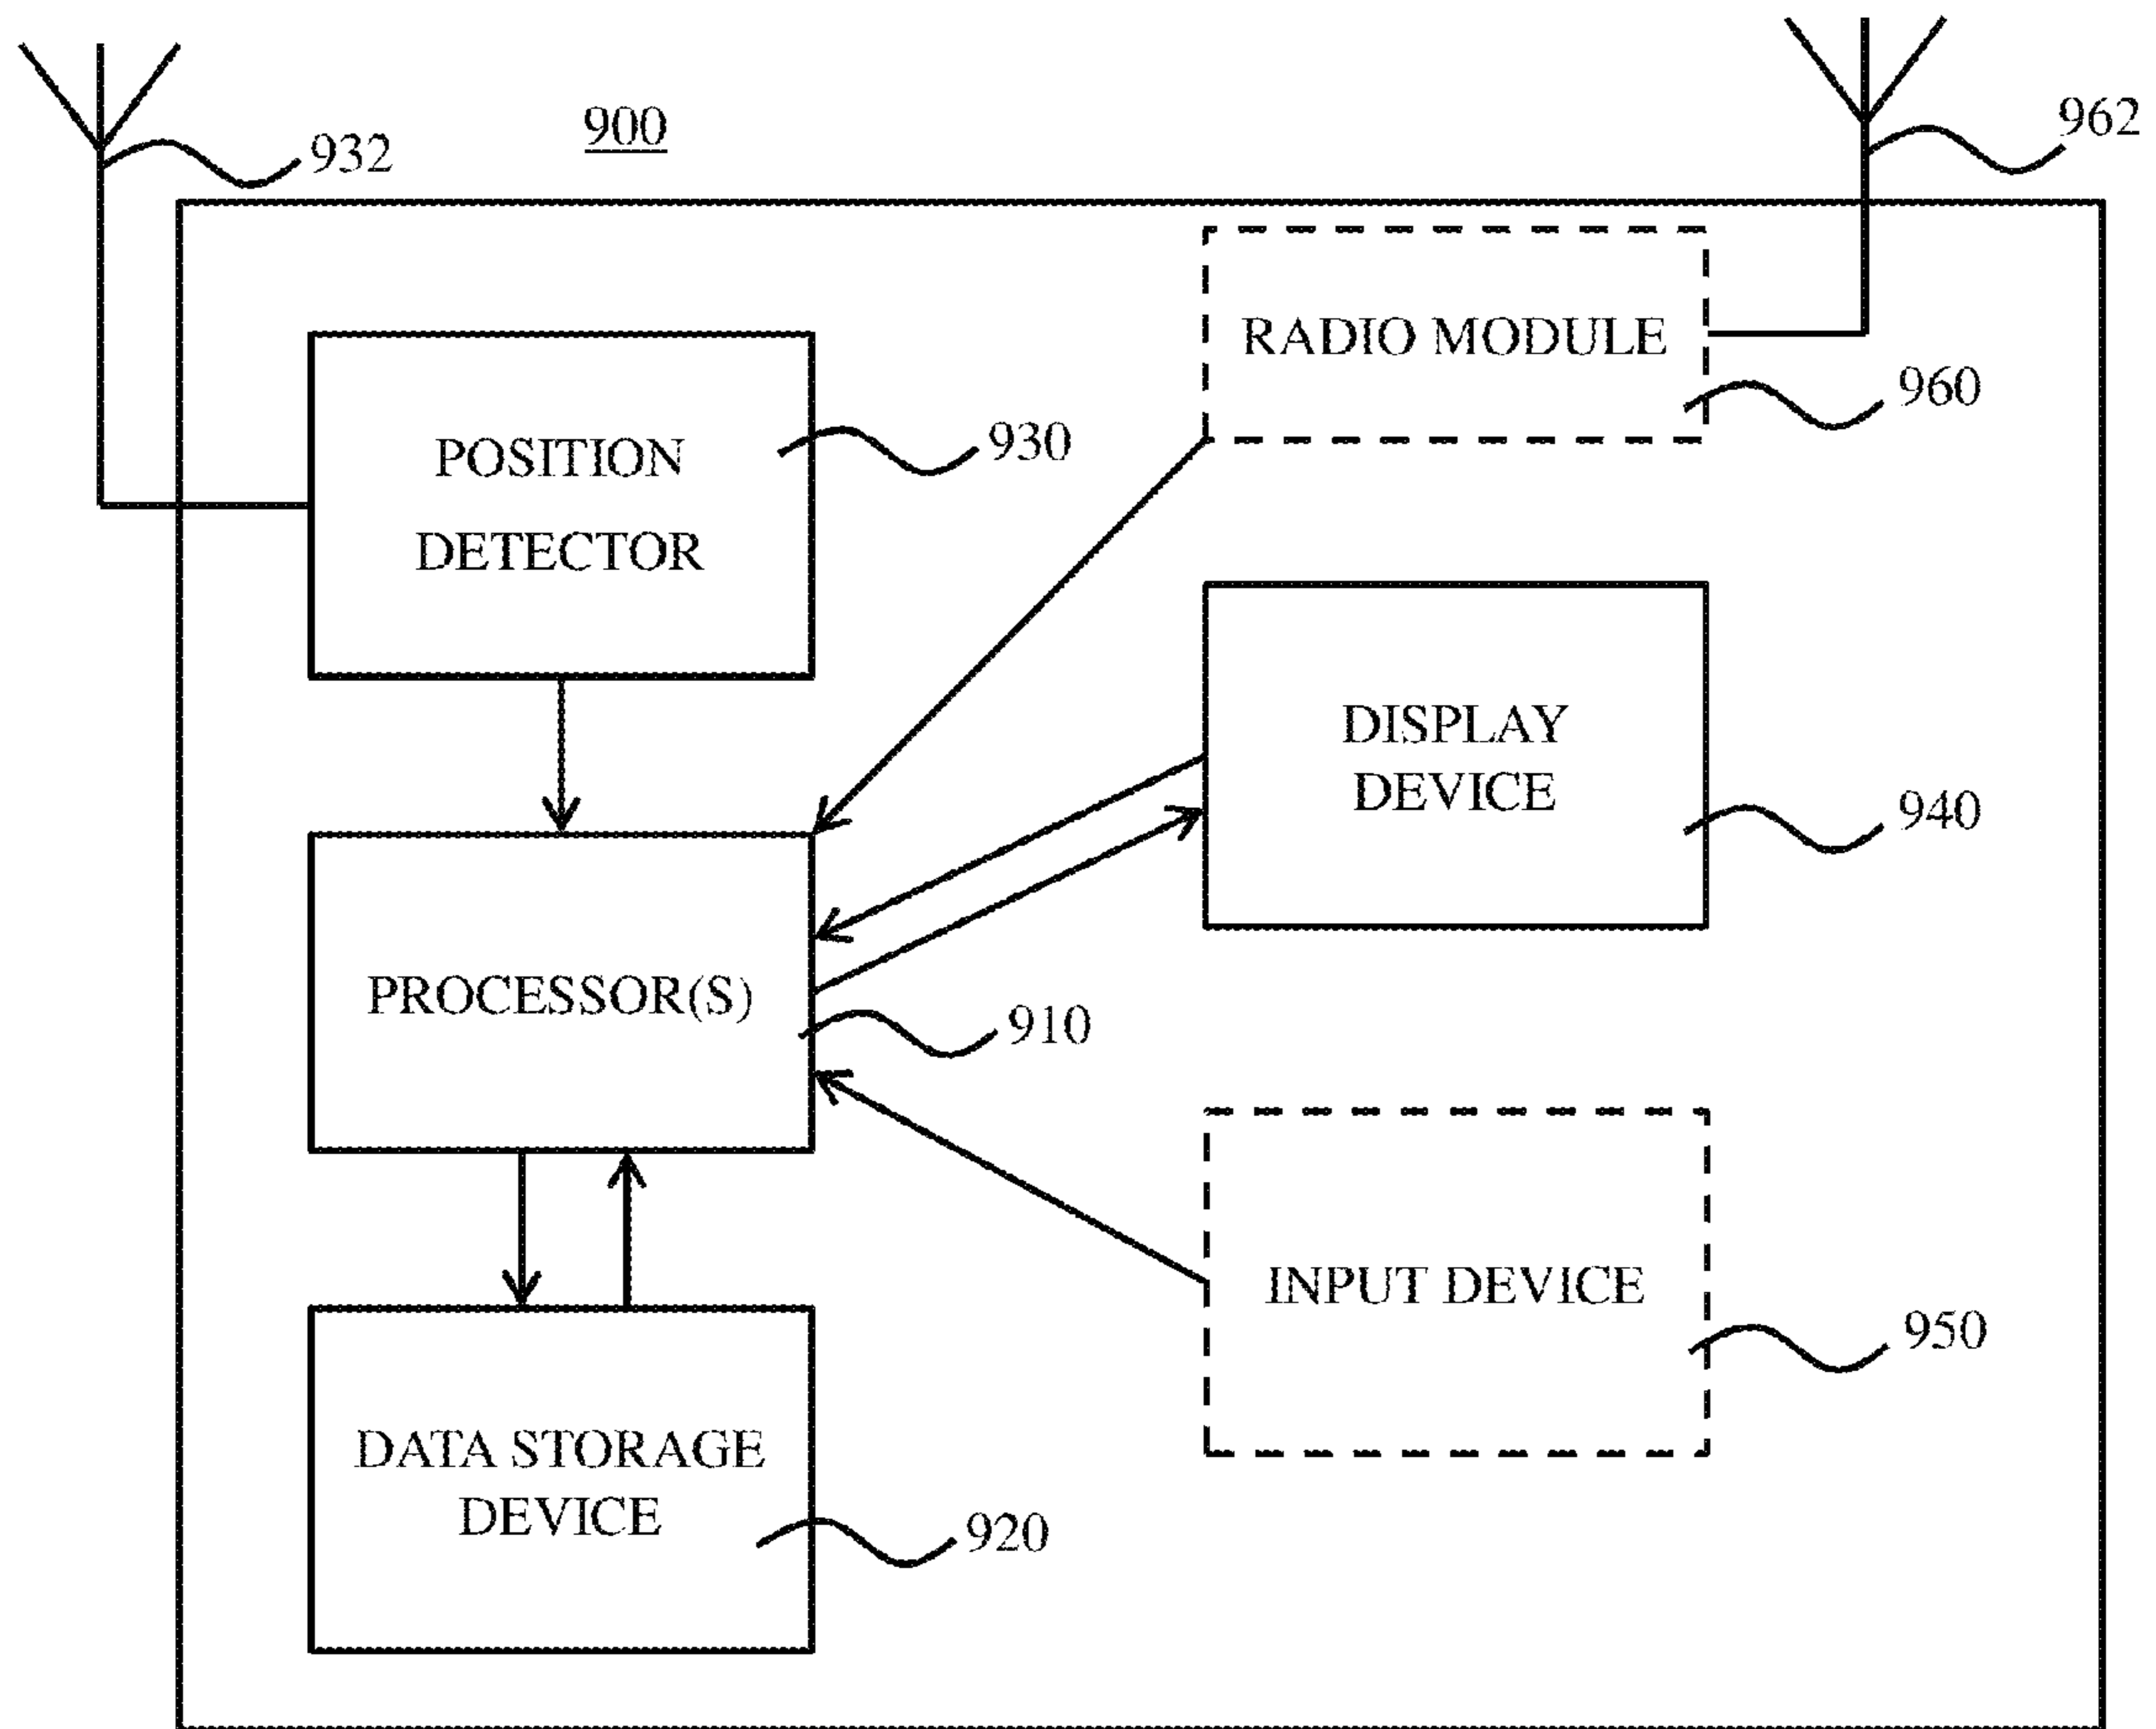 900
932
962
RADIO MODULE
960
POSITION
DETECTOR
930
DISPLAY
DEVICE
940
PROCESSOR(S)
910
INPUT DEVICE
950
DATA STORAGE
DEVICE
920